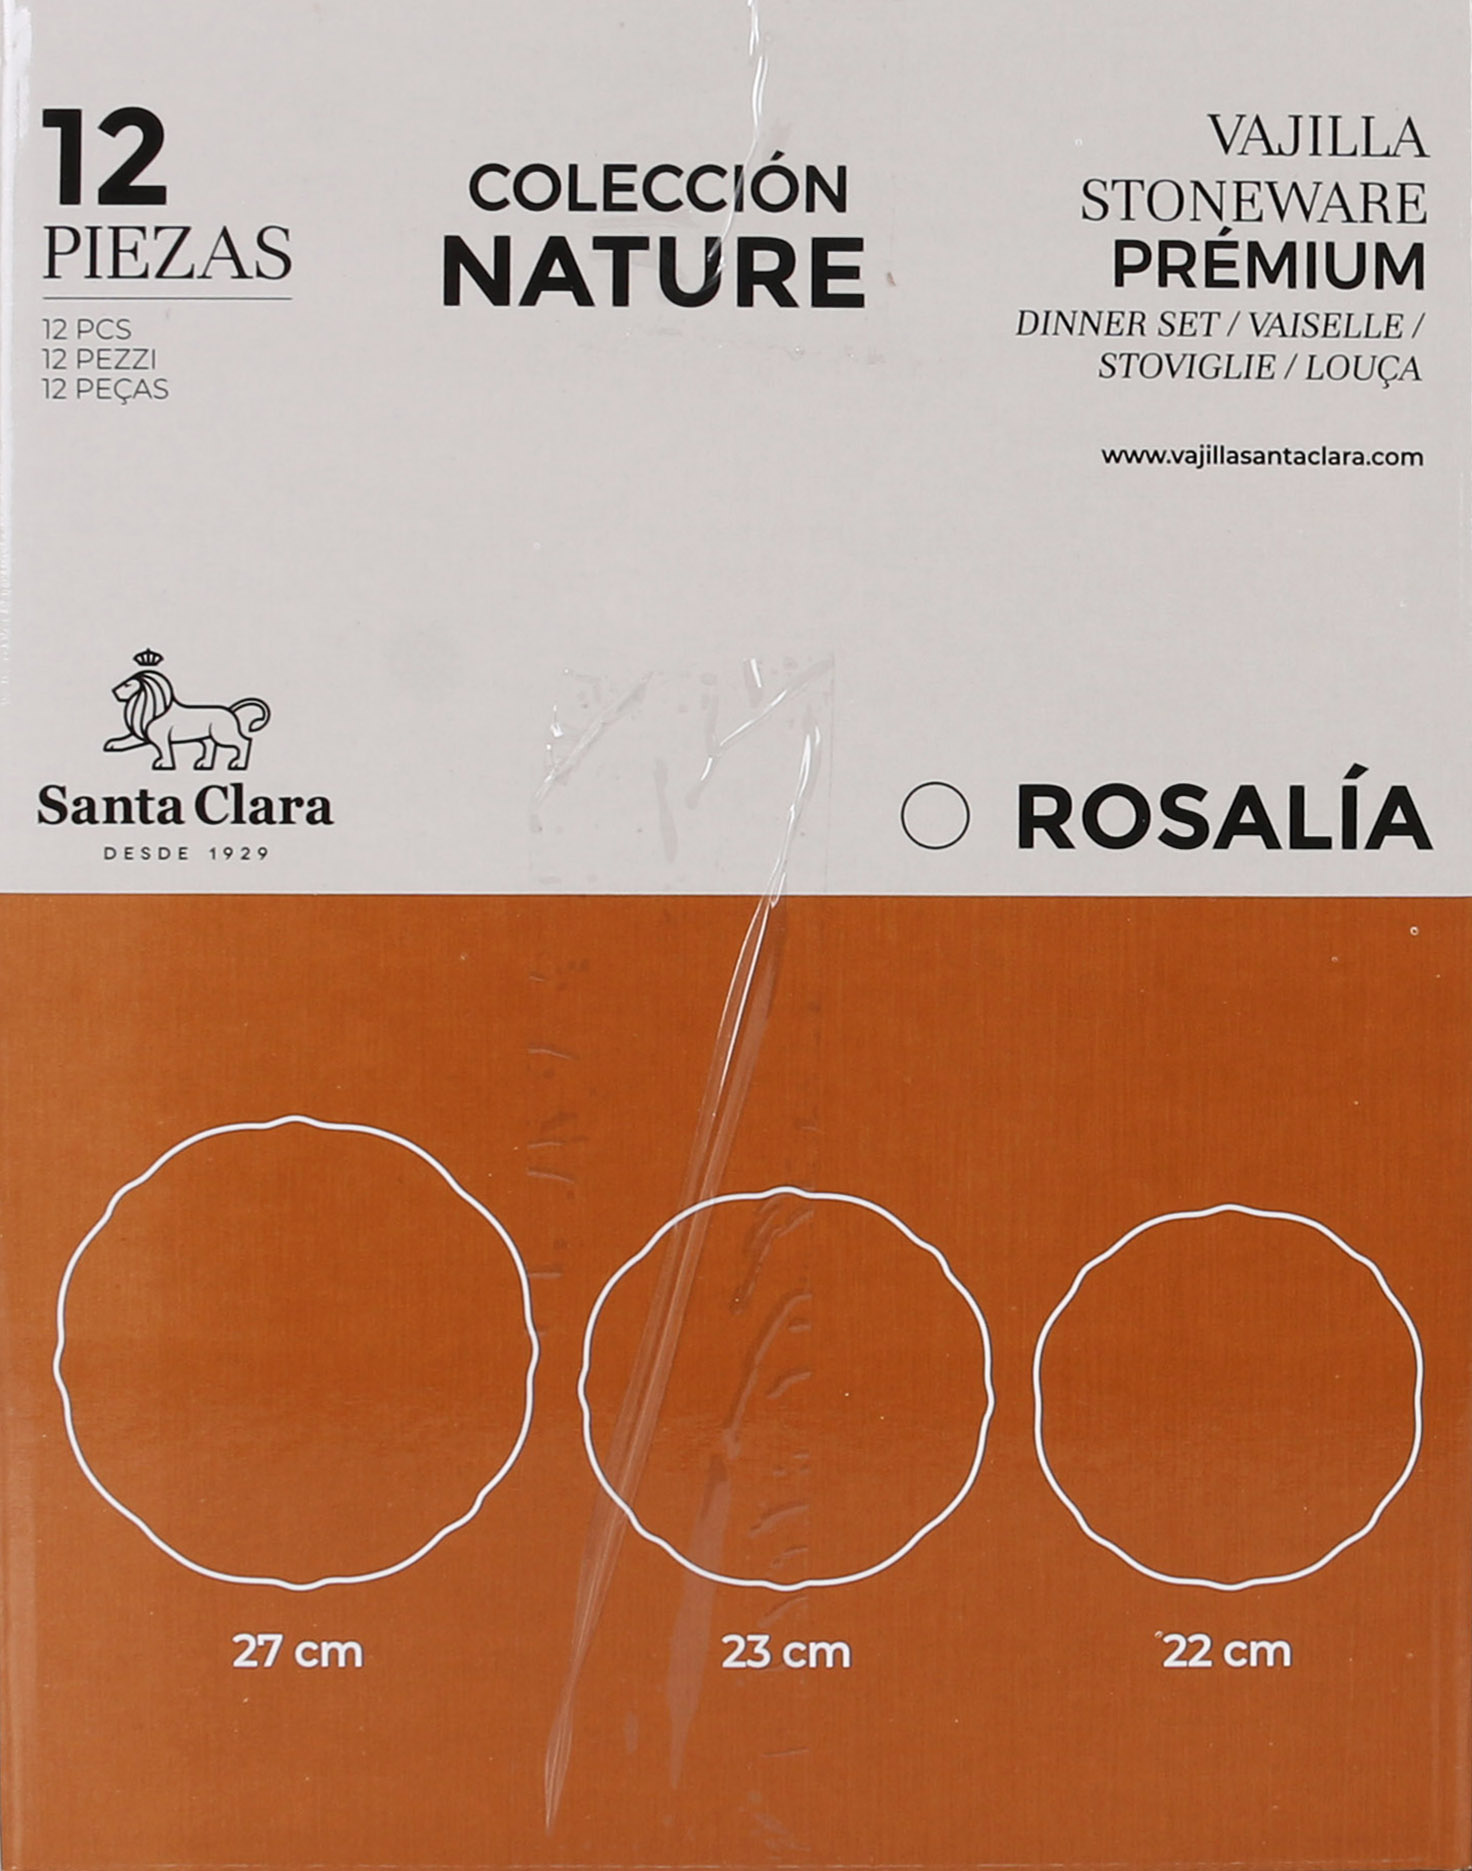 12
PIEZAS
12 PCS
12 PEZZI
12 PEÇAS
COLECCIÓN
NATURE
VAJILLA
STONEWARE
PRÉMIUM
DINNER SET / VAISELLE /
STOVIGLIE / LOUÇA
www.vajillasantaclara.com
Santa Clara
DESDE 1929
ROSALÍA
27 cm
23 cm
22 cm